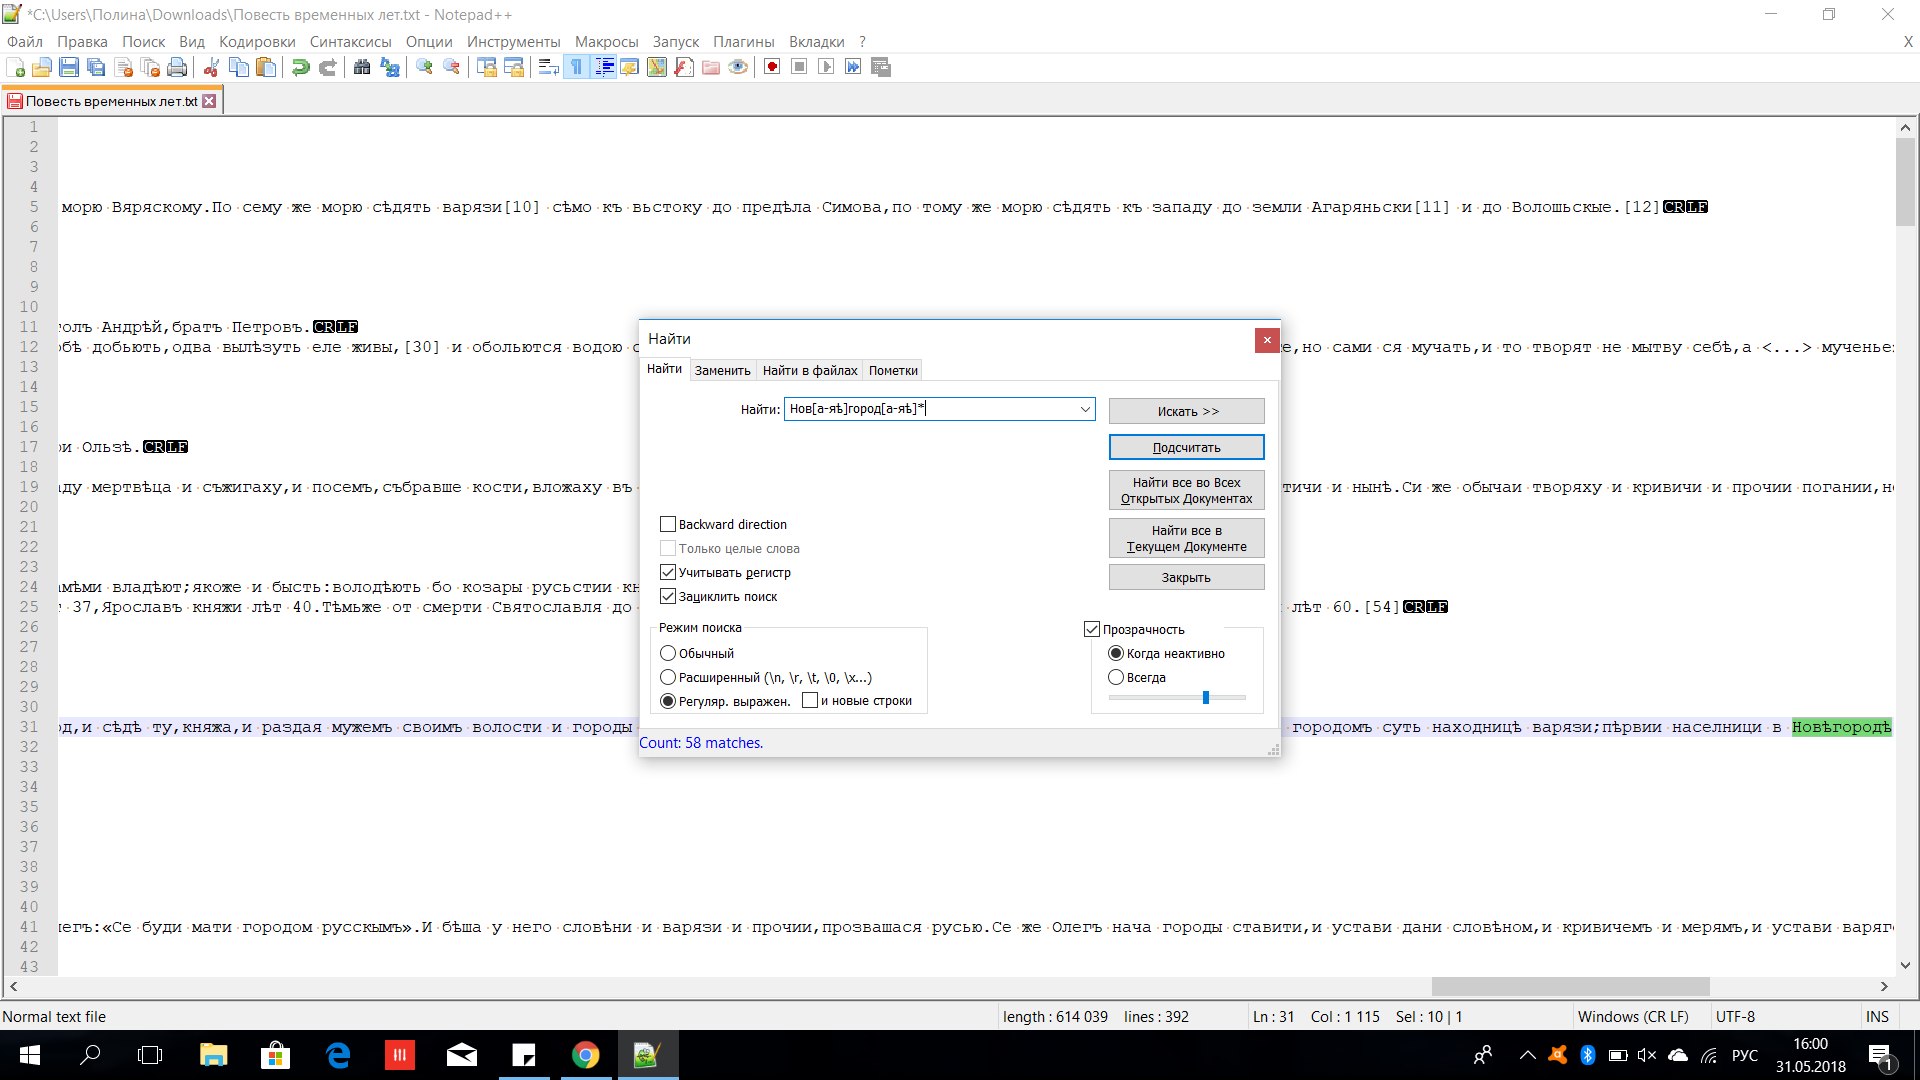 *C:\Users\Полина\Downloads\Повесть временных лет.txt - Notepad++
Файл Правка Поиск Вид Кодировки Синтаксисы Опции Инструменты Макросы Запуск Плагины Вкладки ? X
Повесть временных лет.txt
1
2
3
4
5 морю Вяряскому.По сему же морю сѣдять варязи[10] сѣмо къ вьстоку до предѣла Симова,по тому же морю сѣдять къ западу до земли Агаряньски[11] и до Волошьскые.[12]CRLF
6
7
8
9
10
11 толъ Андрѣй,братъ Петровъ.CRLF
12 обѣ добьють,одва вылѣзуть еле живы,[30] и обольются водою е,но сами ся мучать,и то творят не мытву себѣ,а <...> мученье
13
14
15
16
17 ри Ользѣ.CRLF
18
19 аду мертвѣца и съжигаху,и посемъ,събравше кости,вложаху въ тичи и нынѣ.Си же обычаи творяху и кривичи и прочии погании,н
20
21
22
23
24 амѣми владѣют;якоже и бысть:володѣють бо козары русьстии кн
25 т 37,Ярославъ княжи лѣт 40.Тѣмьже от смерти Святославля до лѣт 60.[54]CRLF
26
27
28
29
30
31 од,и сѣдѣ ту,княжа,и раздая мужемъ своимъ волости и городы городомъ суть находницѣ варязи;пѣрвии населници в Новѣгородѣ
32
33
34
35
36
37
38
39
40
41 легъ:«Се буди мати городом русскымъ».И бѣша у него словѣни и варязи и прочии,прозвашася русью.Се же Олегъ нача городы ставити,и устави дани словѣном,и кривичемъ и мерямъ,и устави варяг
42
43
Найти
Найти Заменить Найти в файлах Пометки
Найти: Нов[а-яѣ]город[а-яѣ]*
Искать >>
Подсчитать
Найти все во Всех
Открытых Документах
Найти все в
Текущем Документе
Закрыть
Backward direction
Только целые слова
Учитывать регистр
Зациклить поиск
Режим поиска
Обычный
Расширенный (\n, \r, \t, \0, \x...)
Регуляр. выражен. и новые строки
Прозрачность
Когда неактивно
Всегда
Count: 58 matches.
Normal text file length : 614 039 lines : 392 Ln : 31 Col : 1 115 Sel : 10 | 1 Windows (CR LF) UTF-8 INS
РУС
16:00
31.05.2018
1